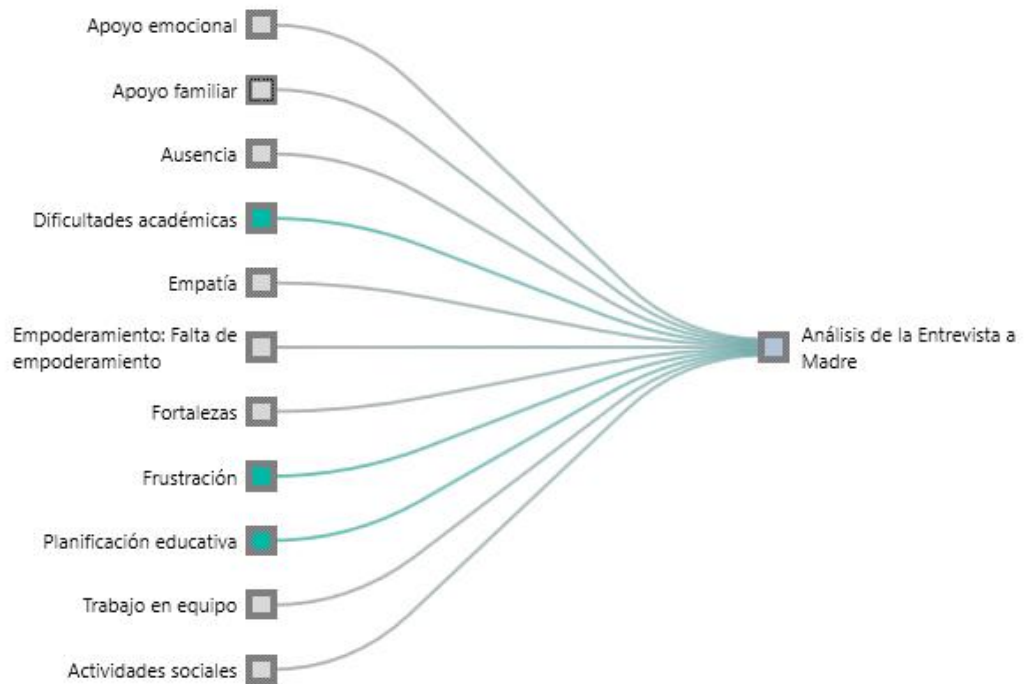 Apoyo emocional
Apoyo familiar
Ausencia
Dificultades académicas
Empatía
Empoderamiento: Falta de
empoderamiento
Fortalezas
Frustración
Planificación educativa
Trabajo en equipo
Actividades sociales
Análisis de la Entrevista a
Madre